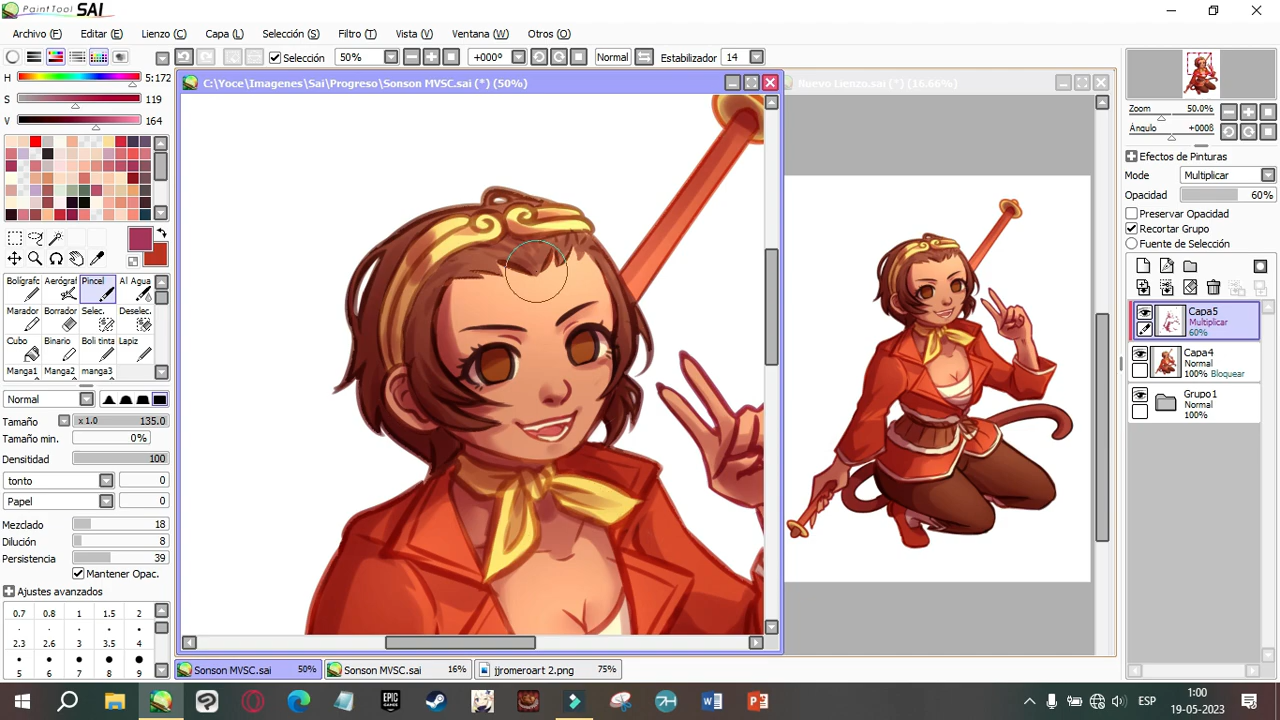 PaintTool SAI
Archivo (F) Editar (E) Lienzo (C) Capa (L) Selección (S) Filtro (T) Vista (V) Ventana (W) Otros (O)
Selección 50% +000º Normal Estabilizador 14
C:\Yoce\Imagenes\Sai\Progreso\Sonson MVSC.sai (*) (50%)
Nuevo Lienzo.sai (*) (16.66%)
H 5:172
S 119
V 164
Bolígrafc Aerógraf Pincel Al Agua
Marador Borrador Selec. Deselec.
Cubo Binario Boli tinta Lapiz
Manga1 Manga2 manga3
Normal
Tamaño x 1.0 135.0
Tamaño min. 0%
Densidad 100
tonto 0
Papel 0
Mezclado 18
Dilución 8
Persistencia 39
Mantener Opac.
Ajustes avanzados
0.7 0.8 1 1.5 2
2.3 2.6 3 3.5 4
5 6 7 8 9
Zoom 50.0%
Ángulo +000ß
Efectos de Pinturas
Mode Multiplicar
Opacidad 60%
Preservar Opacidad
Recortar Grupo
Fuente de Selección
Capa5
Multiplicar
60%
Capa4
Normal
100% Bloquear
Grupo1
Normal
100%
Sonson MVSC.sai 50%
Sonson MVSC.sai 16%
jjromeroart 2.png 75%
EPIC GAMES
ESP
1:00
19-05-2023